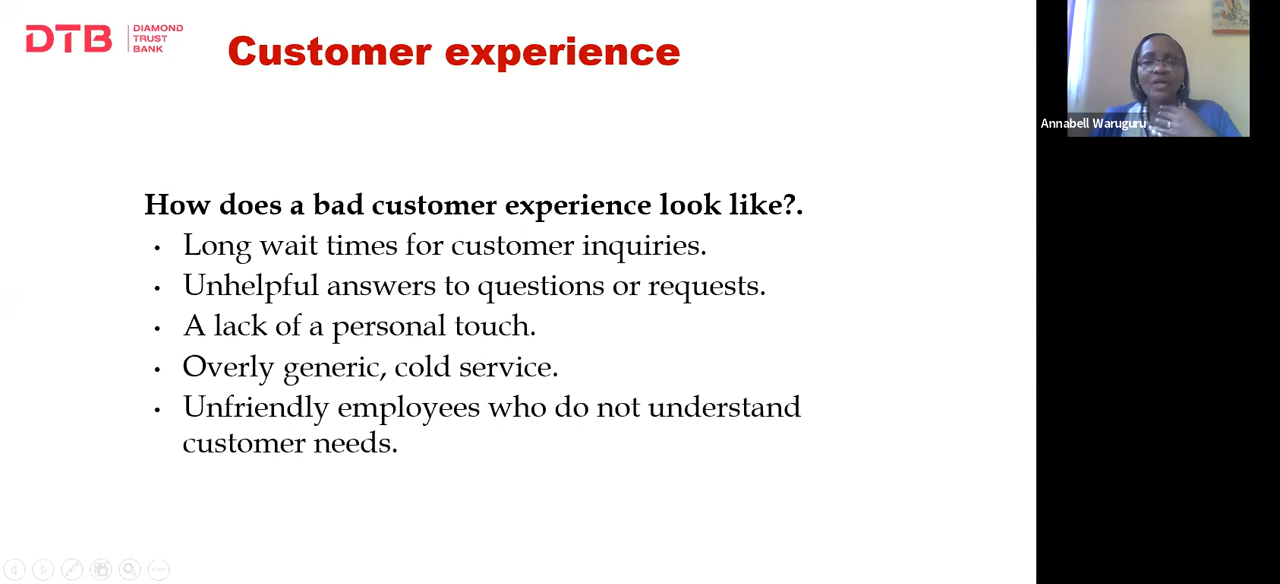 DTB
DIAMOND
TRUST
BANK
Customer experience
Annabell Waruguru
How does a bad customer experience look like?.
• Long wait times for customer inquiries.
• Unhelpful answers to questions or requests.
• A lack of a personal touch.
• Overly generic, cold service.
• Unfriendly employees who do not understand
customer needs.